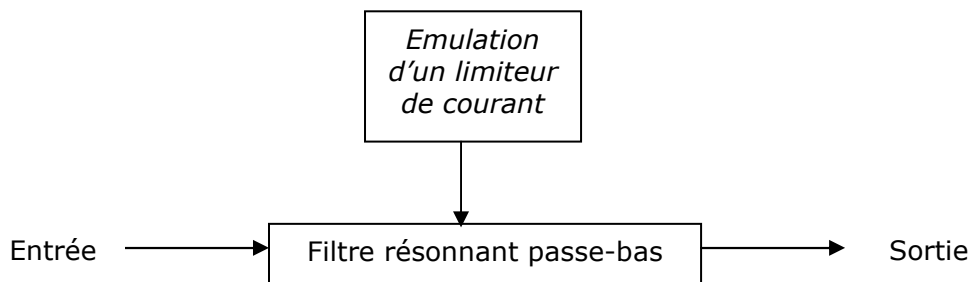 Emulation
d'un limiteur
de courant
Entrée
Filtre résonnant passe-bas
Sortie